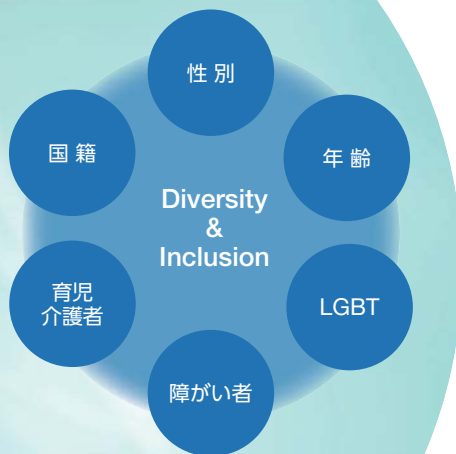 性別
年齢
LGBT
障がい者
育児
介護者
国籍
Diversity
&
Inclusion